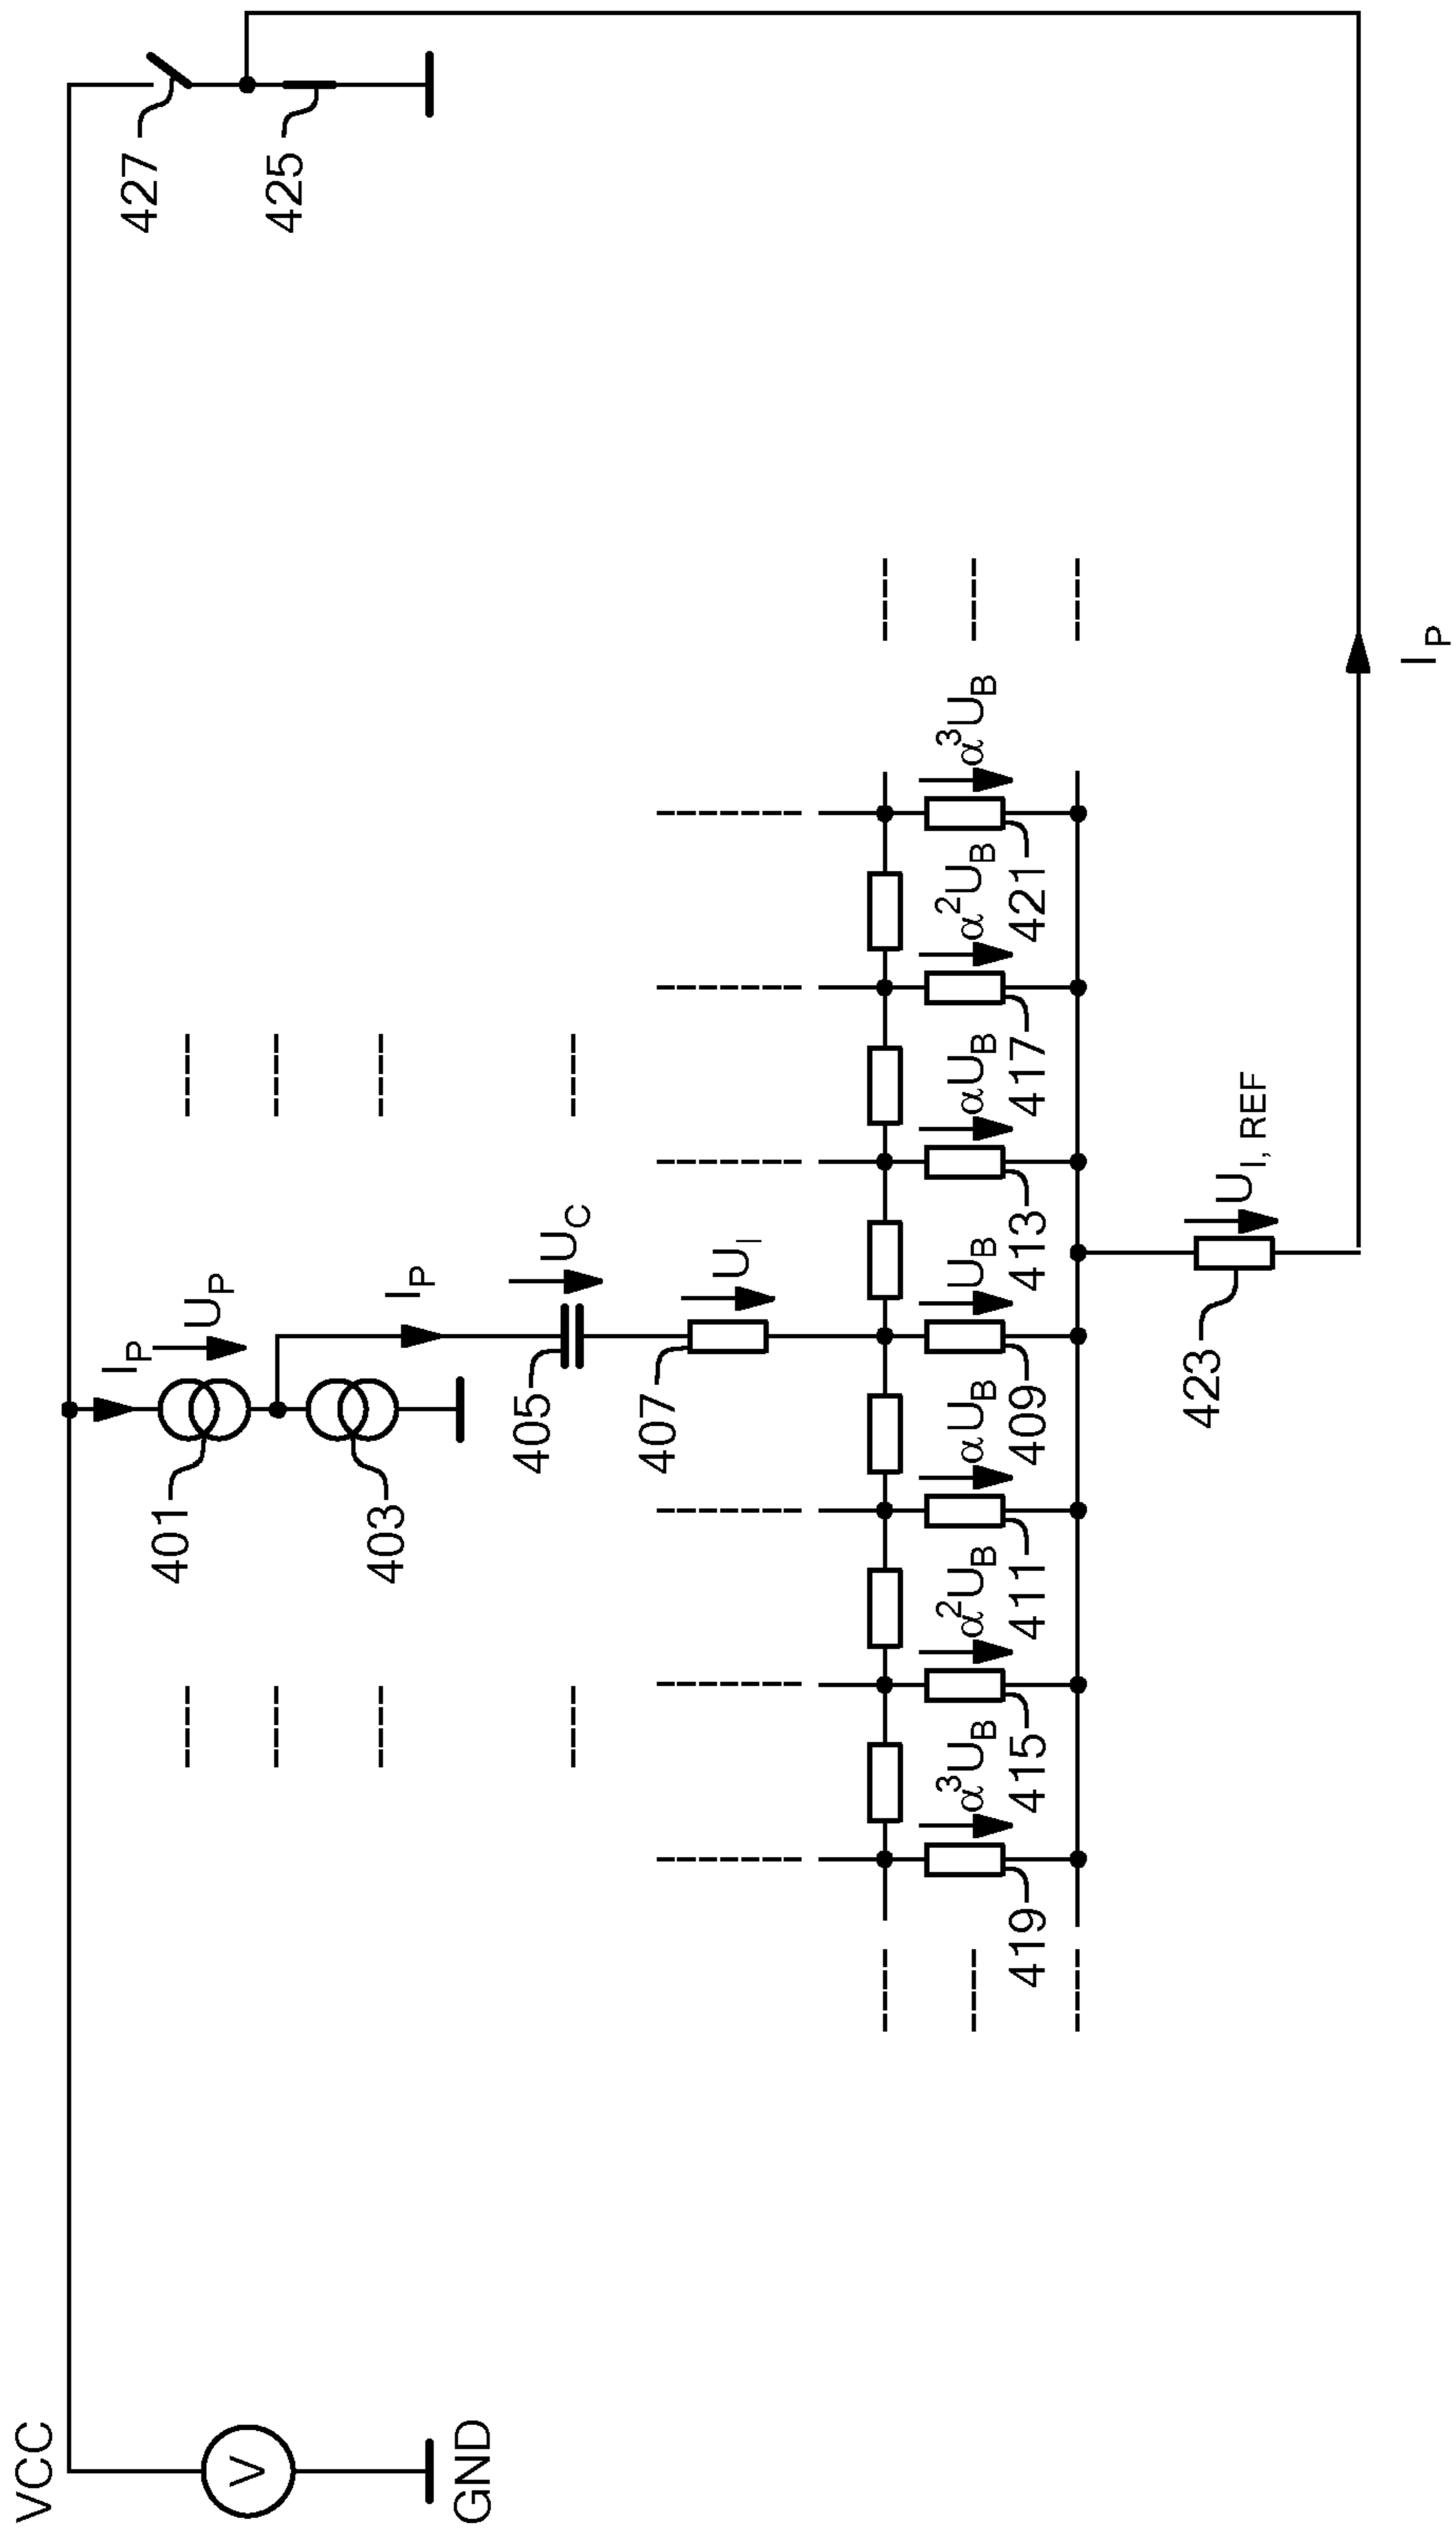 VCC
V
GND
I_P
U_P
401
403
I_P
405
U_C
407
U_I
α³U_B
α²U_B
αU_B
U_B
αU_B
α²U_B
α³U_B
419
415
411
409
413
417
421
423
U_I, REF
I_P
427
425